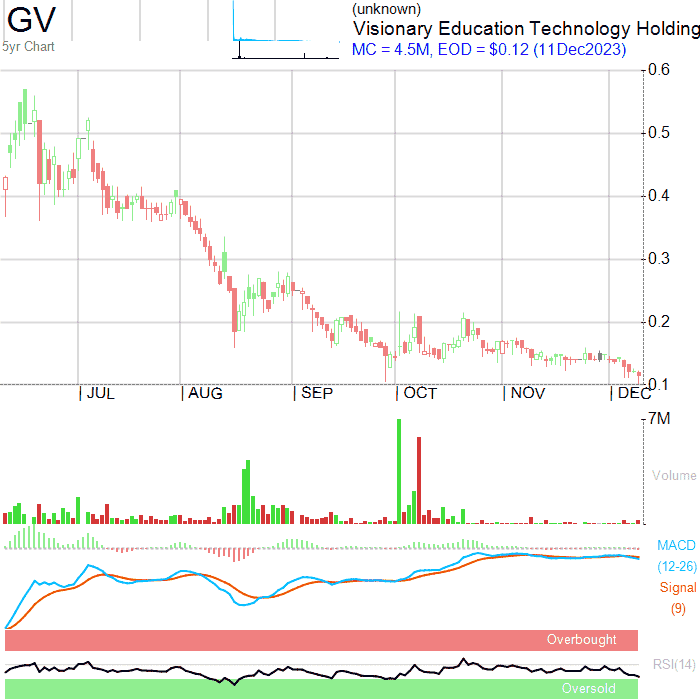 GV
5yr Chart
(unknown)
Visionary Education Technology Holding
MC = 4.5M, EOD = $0.12 (11Dec2023)
0.6
0.5
0.4
0.3
0.2
0.1
JUL AUG SEP OCT NOV DEC
7M
Volume
MACD
(12-26)
Signal
(9)
Overbought
RSI(14)
Oversold